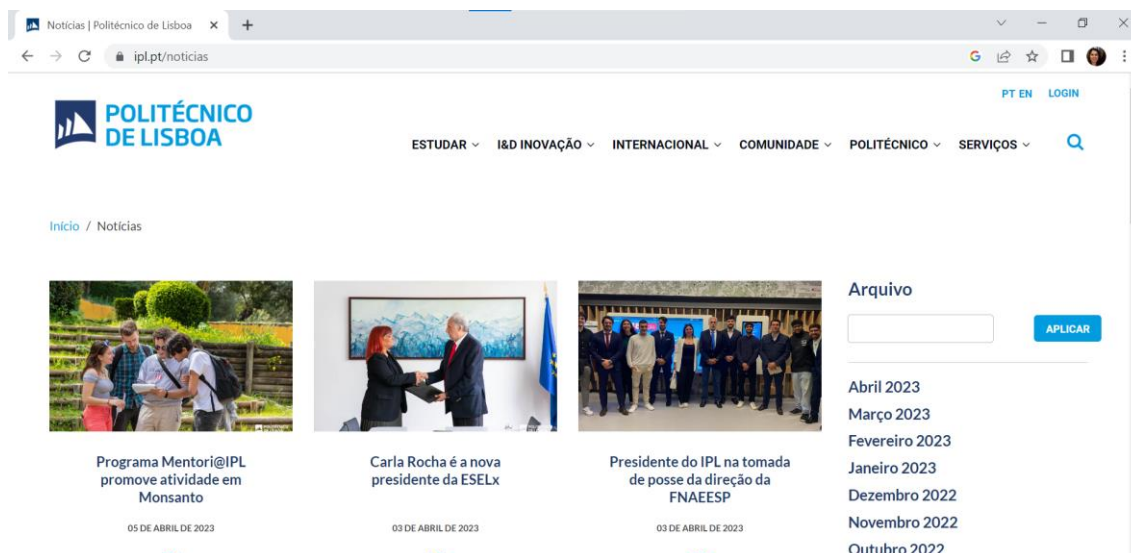 Notícias | Politécnico de Lisboa
ipl.pt/noticias
PT EN LOGIN
POLITÉCNICO
DE LISBOA
ESTUDAR I&D INOVAÇÃO INTERNACIONAL COMUNIDADE POLITÉCNICO SERVIÇOS
Início / Notícias
Programa Mentori@IPL
promove atividade em
Monsanto
05 DE ABRIL DE 2023
Carla Rocha é a nova
presidente da ESELx
03 DE ABRIL DE 2023
Presidente do IPL na tomada
de posse da direção da
FNAEESP
03 DE ABRIL DE 2023
Arquivo
APLICAR
Abril 2023
Março 2023
Fevereiro 2023
Janeiro 2023
Dezembro 2022
Novembro 2022
Outubro 2022